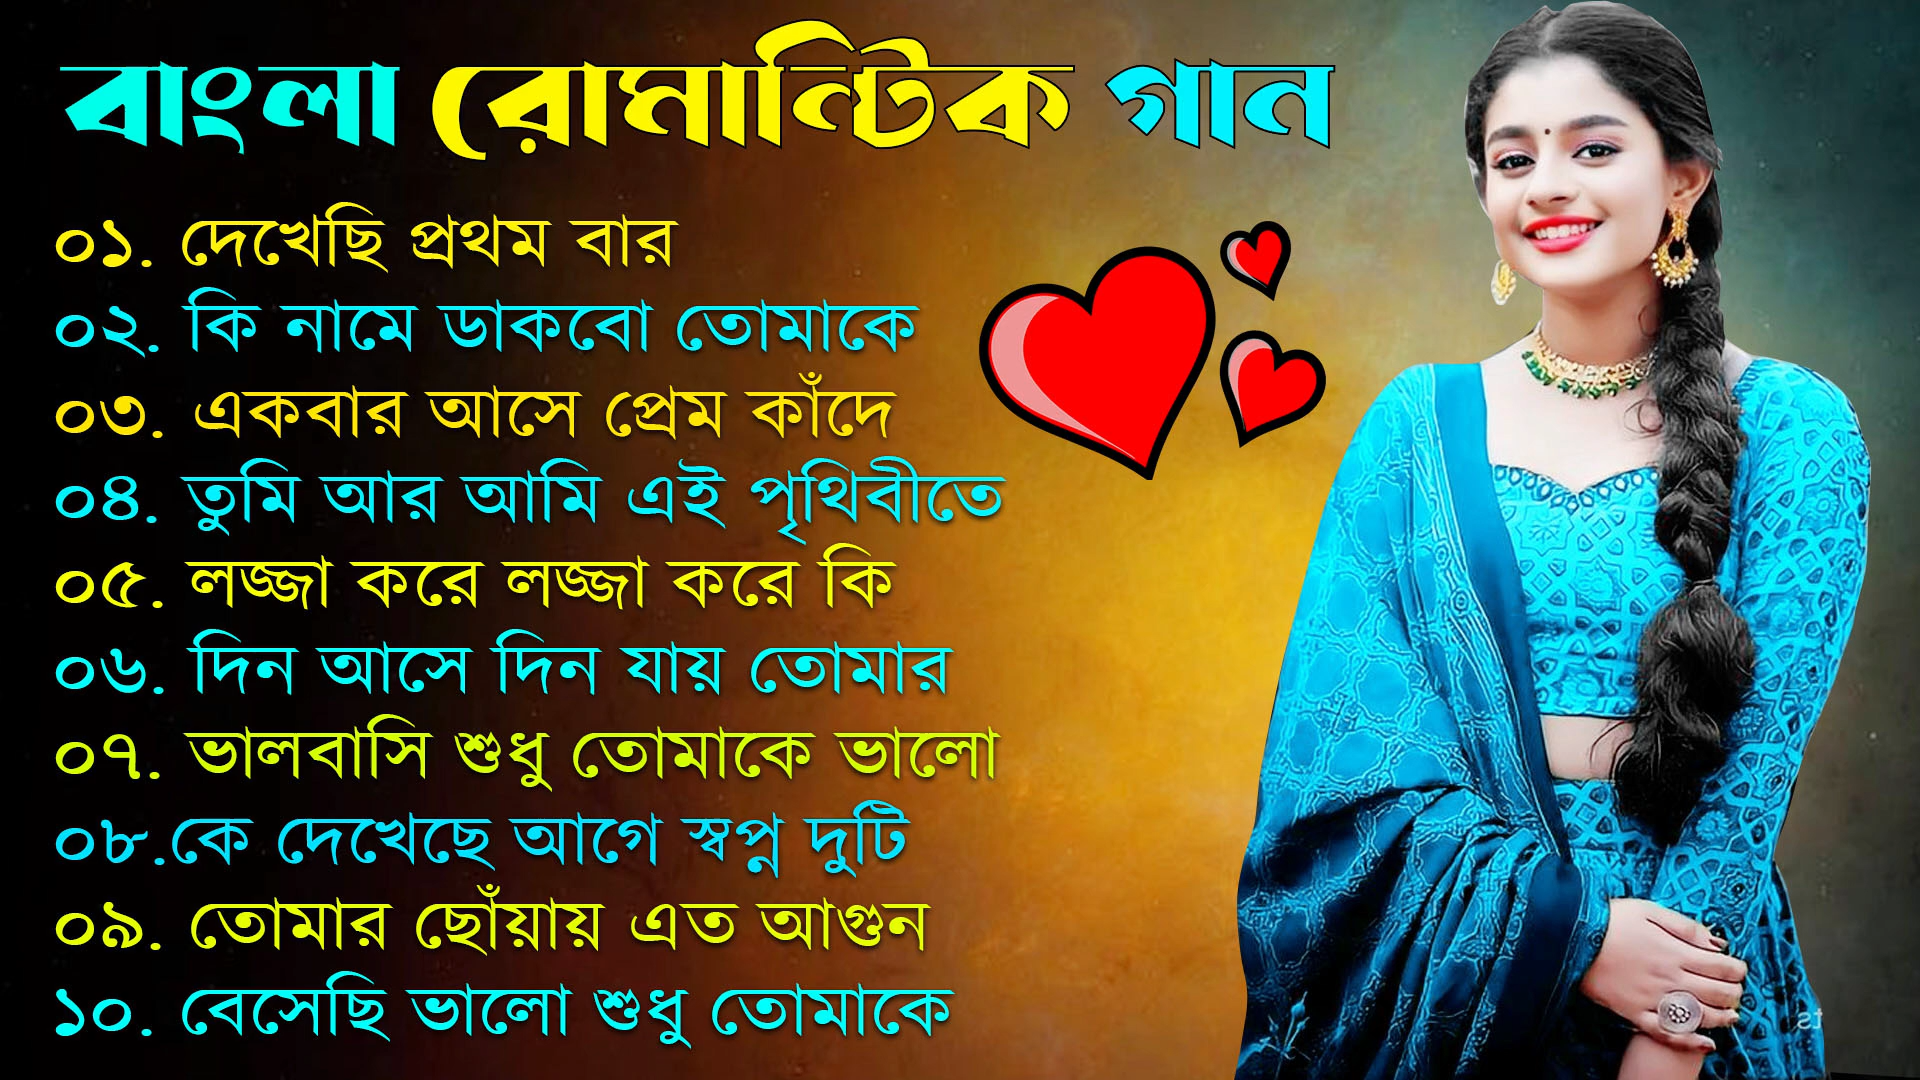 বাংলা রোমান্টিক গান
০১. দেখেছি প্রথম বার
০২. কি নামে ডাকবো তোমাকে
০৩. একবার আসে প্রেম কাঁদে
০৪. তুমি আর আমি এই পৃথিবীতে
০৫. লজ্জা করে লজ্জা করে কি
০৬. দিন আসে দিন যায় তোমার
০৭. ভালবাসি শুধু তোমাকে ভালো
০৮.কে দেখেছে আগে স্বপ্ন দুটি
০৯. তোমার ছোঁয়ায় এত আগুন
১০. বেসেছি ভালো শুধু তোমাকে